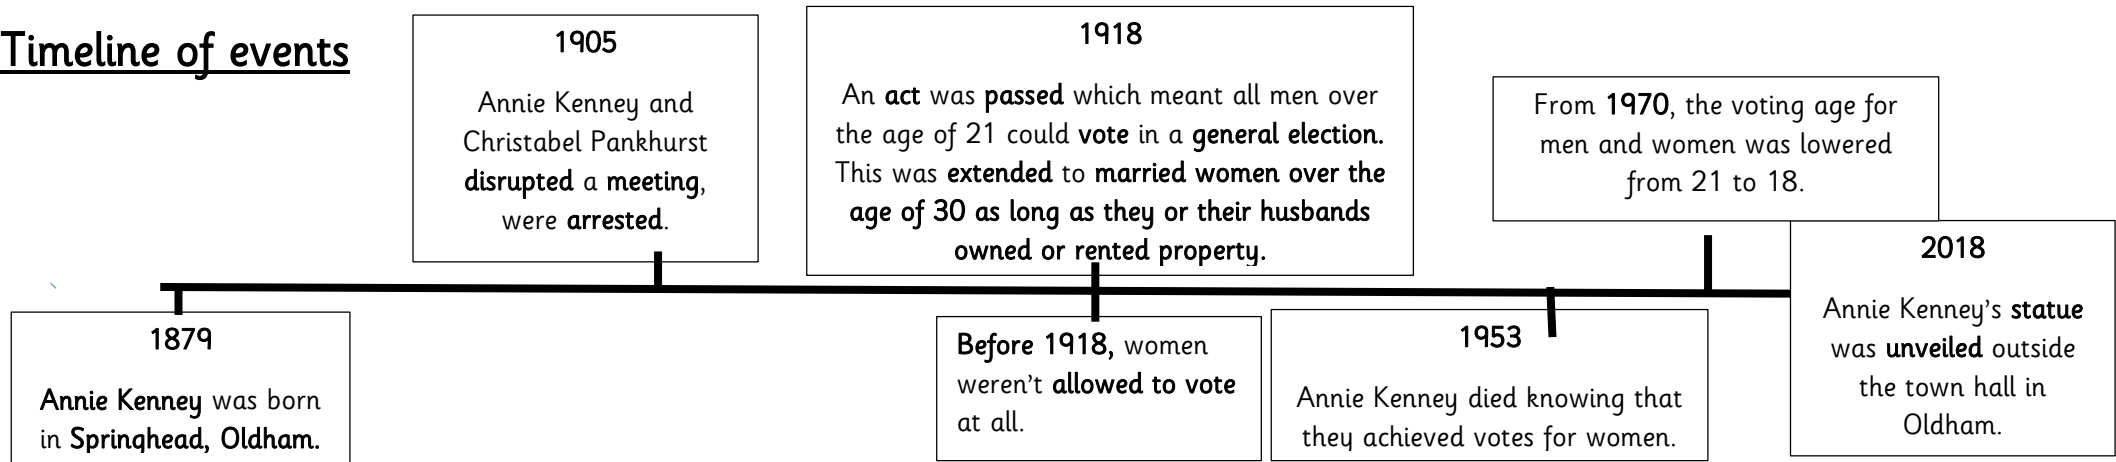 Timeline of events
1905
Annie Kenney and
Christabel Pankhurst
disrupted a meeting,
were arrested.
1918
An act was passed which meant all men over
the age of 21 could vote in a general election.
This was extended to married women over the
age of 30 as long as they or their husbands
owned or rented property.
From 1970, the voting age for
men and women was lowered
from 21 to 18.
2018
Annie Kenney's statue
was unveiled outside
the town hall in
Oldham.
1879
Annie Kenney was born
in Springhead, Oldham.
Before 1918, women
weren't allowed to vote
at all.
1953
Annie Kenney died knowing that
they achieved votes for women.